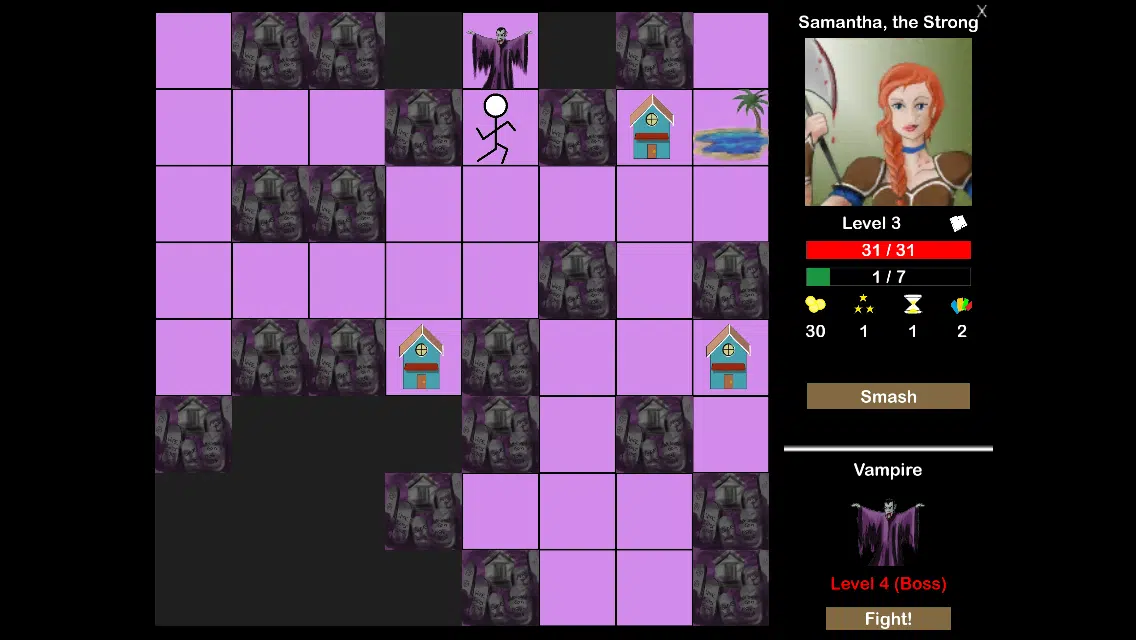 X
Samantha, the Strong
Level 3
31 / 31
1 / 7
30 1 1 2
Smash
Vampire
Level 4 (Boss)
Fight!